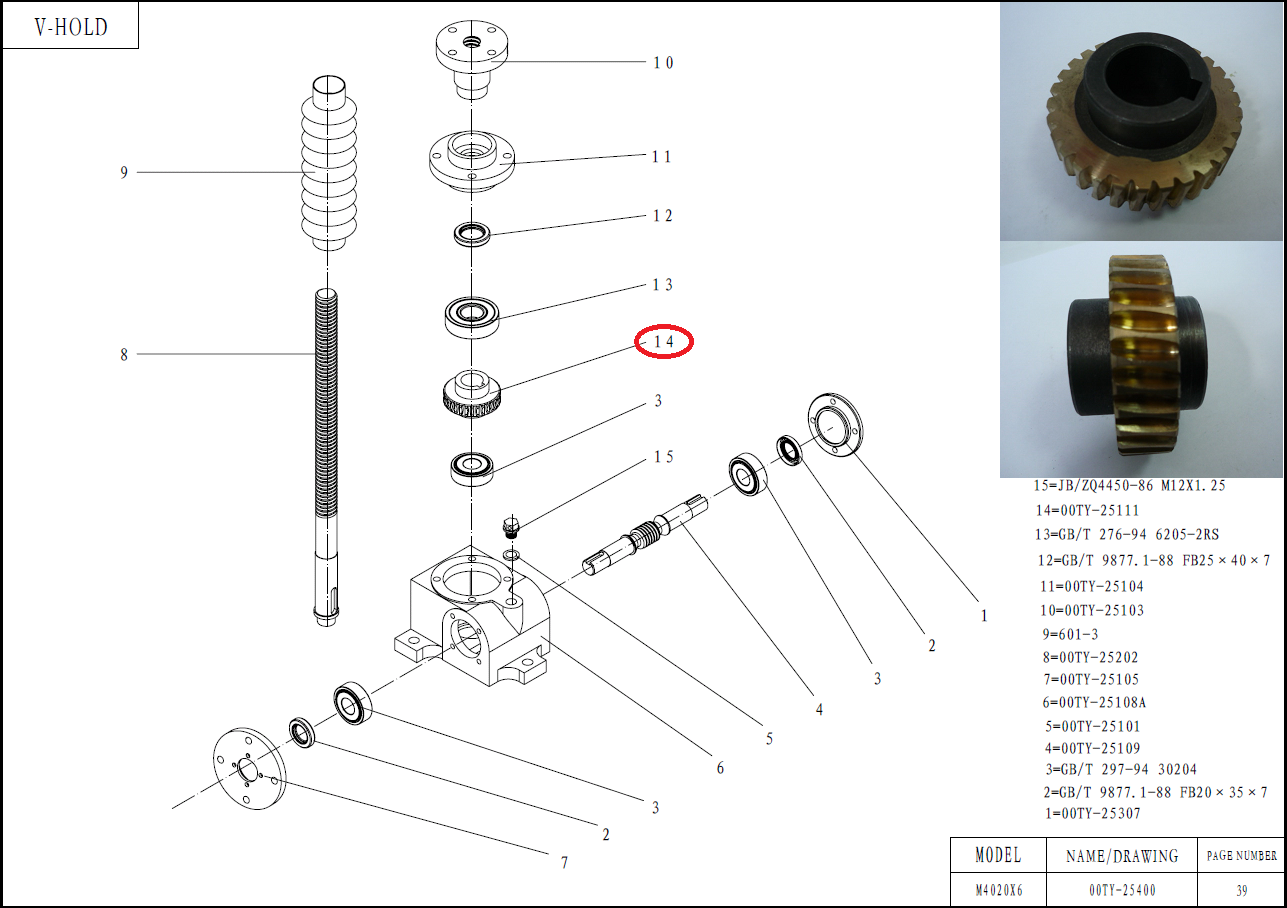 V-HOLD
10
11
9
12
13
14
8
3
15
1
2
3
4
5
6
3
2
7
15=JB/ZQ4450-86 M12X1.25
14=00TY-25111
13=GB/T 276-94 6205-2RS
12=GB/T 9877.1-88 FB25×40×7
11=00TY-25104
10=00TY-25103
9=601-3
8=00TY-25202
7=00TY-25105
6=00TY-25108A
5=00TY-25101
4=00TY-25109
3=GB/T 297-94 30204
2=GB/T 9877.1-88 FB20×35×7
1=00TY-25307
MODEL NAME/DRAWING PAGE NUMBER
M4020X6 00TY-25400 39